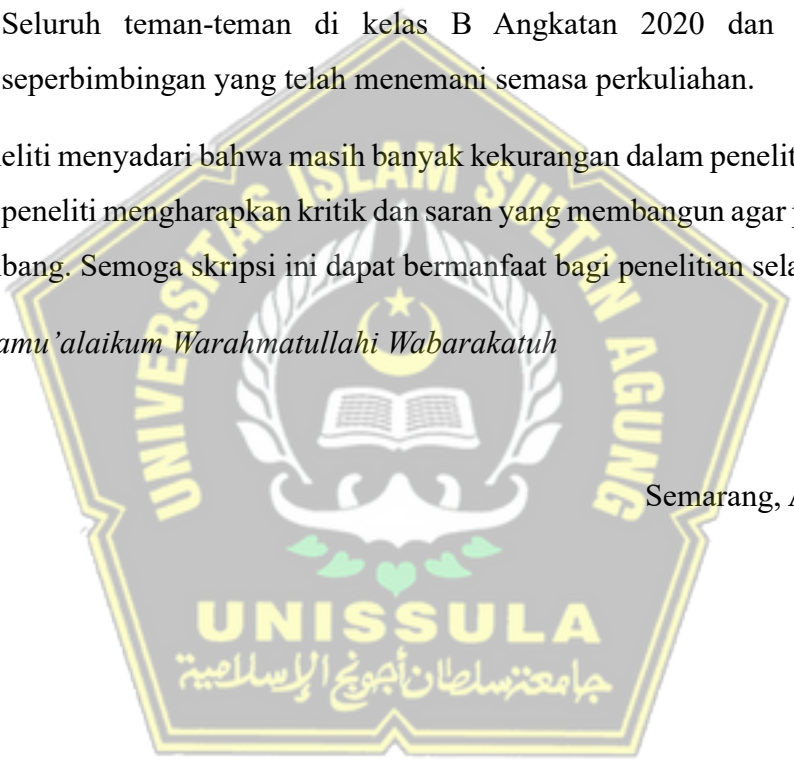 Seluruh teman-teman di kelas B Angkatan 2020 dan
seperbimbingan yang telah menemani semasa perkuliahan.
eliti menyadari bahwa masih banyak kekurangan dalam penelit
peneliti mengharapkan kritik dan saran yang membangun agar p
bang. Semoga skripsi ini dapat bermanfaat bagi penelitian sela
amu’alaikum Warahmatullahi Wabarakatuh
Semarang, A
UNIVERSITAS ISLAM SULTAN AGUNG
UNISSULA
جامعة سلطان أجونج الإسلامية